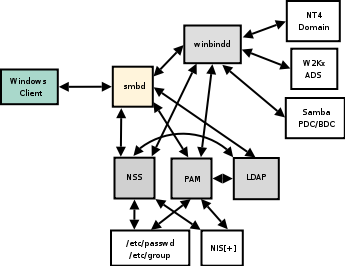 NT4
Domain
winbindd
W2Kx
ADS
Windows
Client
smbd
Samba
PDC/BDC
NSS
PAM
LDAP
/etc/passwd
/etc/group
NIS[+]